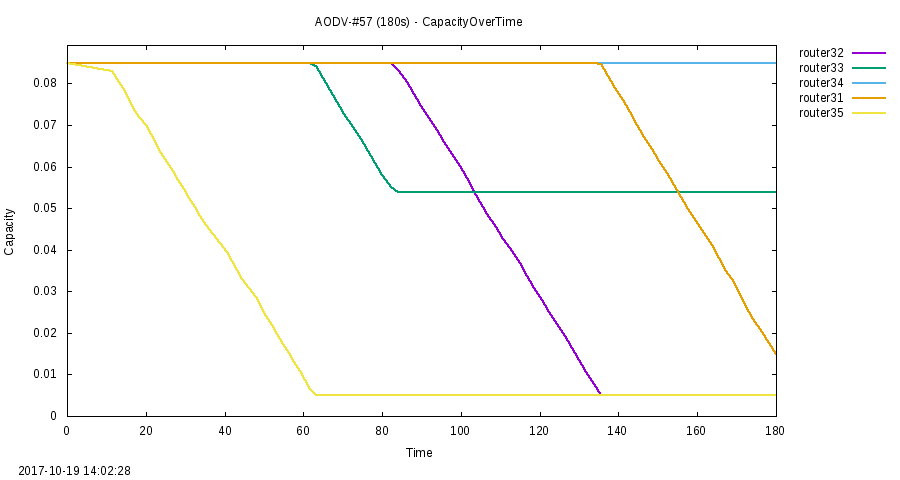 AODV-#57 (180s) - CapacityOverTime
router32
router33
router34
router31
router35
0.08
0.07
0.06
0.05
0.04
0.03
0.02
0.01
0
Capacity
0 20 40 60 80 100 120 140 160 180
Time
2017-10-19 14:02:28